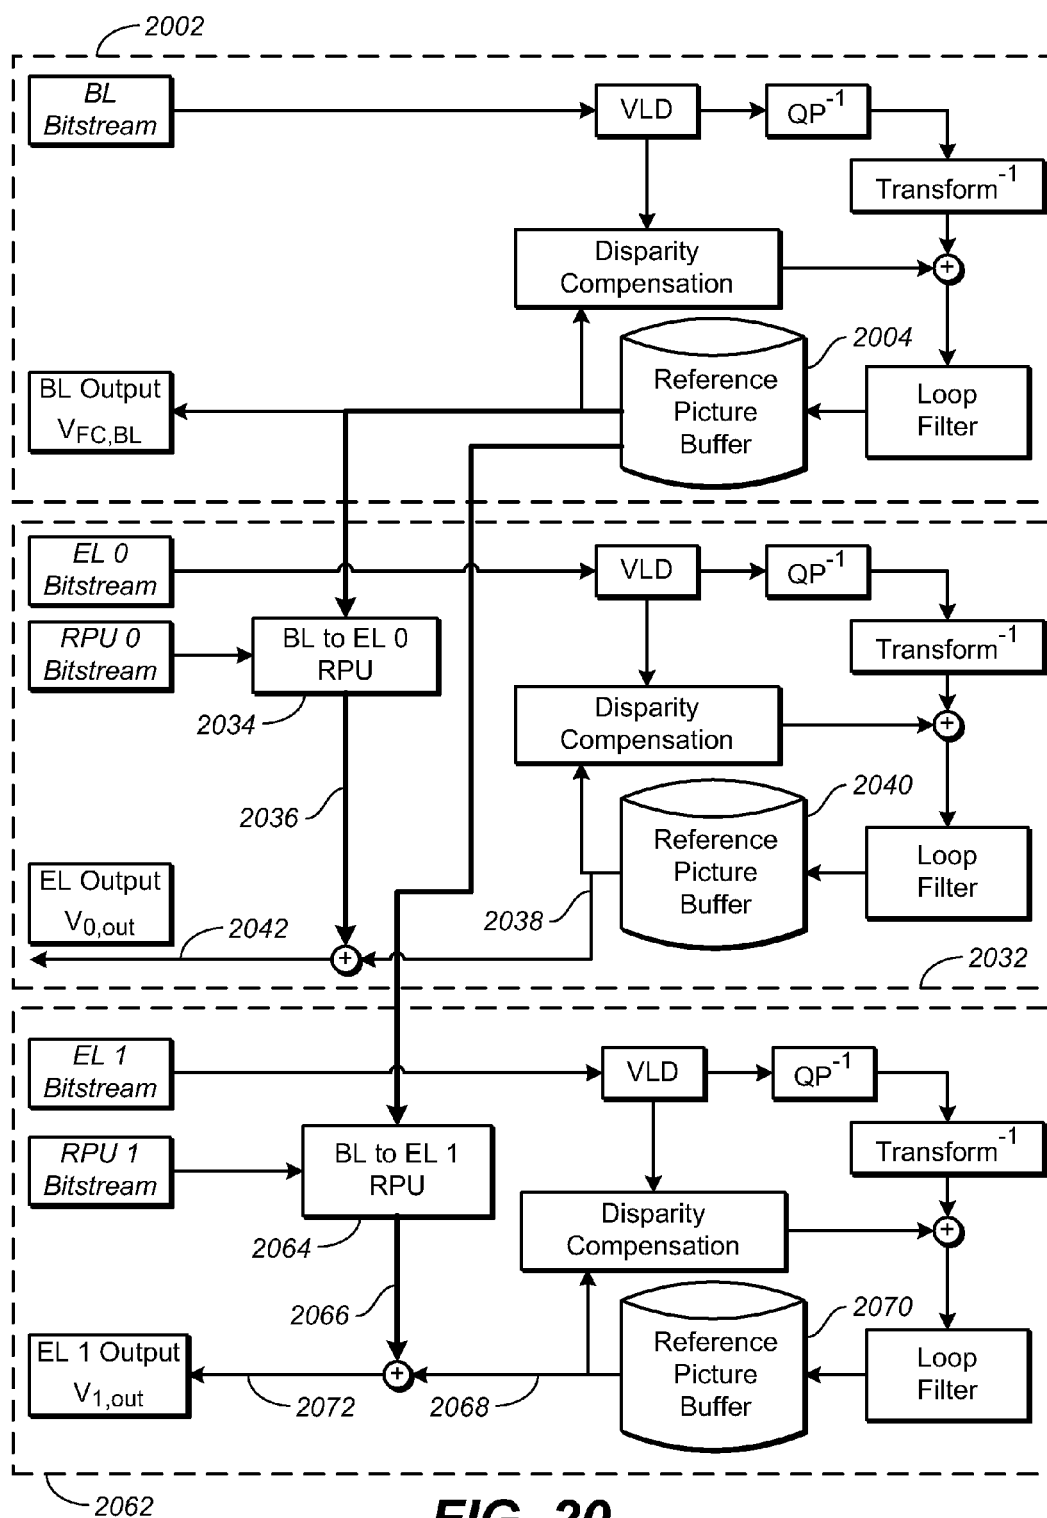 2002
BL
Bitstream
VLD
QP-1
Transform-1
Disparity
Compensation
+
2004
Reference
Picture
Buffer
Loop
Filter
BL Output
VFC,BL
EL 0
Bitstream
VLD
QP-1
RPU 0
Bitstream
BL to EL 0
RPU
Transform-1
2034
Disparity
Compensation
+
2036
2040
Reference
Picture
Buffer
Loop
Filter
EL Output
V0,out
2038
2042
+
2032
EL 1
Bitstream
VLD
QP-1
RPU 1
Bitstream
BL to EL 1
RPU
Transform-1
2064
Disparity
Compensation
+
2066
2070
Reference
Picture
Buffer
Loop
Filter
EL 1 Output
V1,out
+
2072
2068
2062
FIG. 20